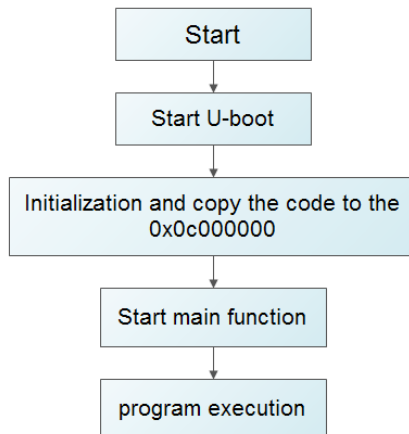 Start
Start U-boot
Initialization and copy the code to the
0x0c000000
Start main function
program execution